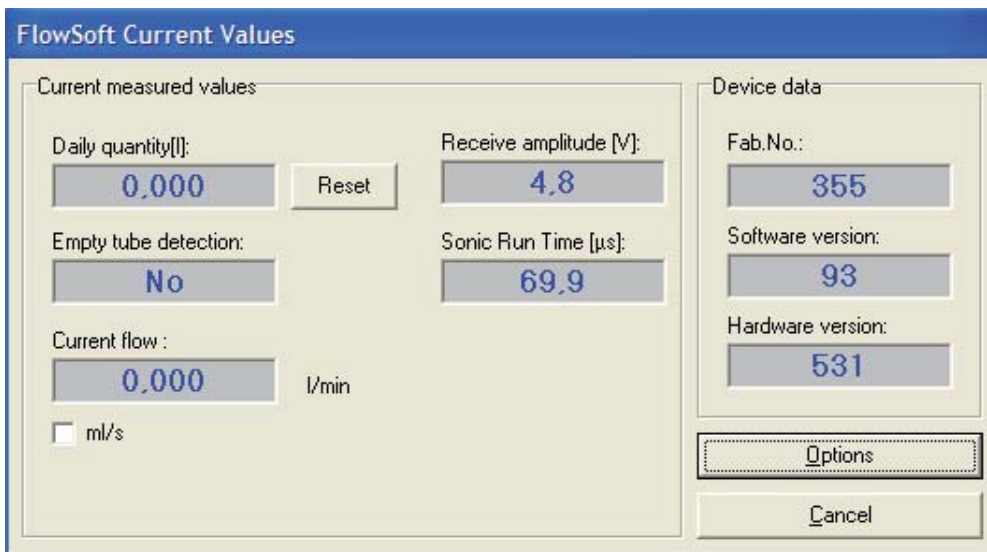 FlowSoft Current Values
Current measured values
Daily quantity[l]:
0,000
Reset
Receive amplitude [V]:
4,8
Empty tube detection:
No
Sonic Run Time [µs]:
69,9
Current flow :
0,000 l/min
ml/s
Device data
Fab.No.:
355
Software version:
93
Hardware version:
531
Options
Cancel